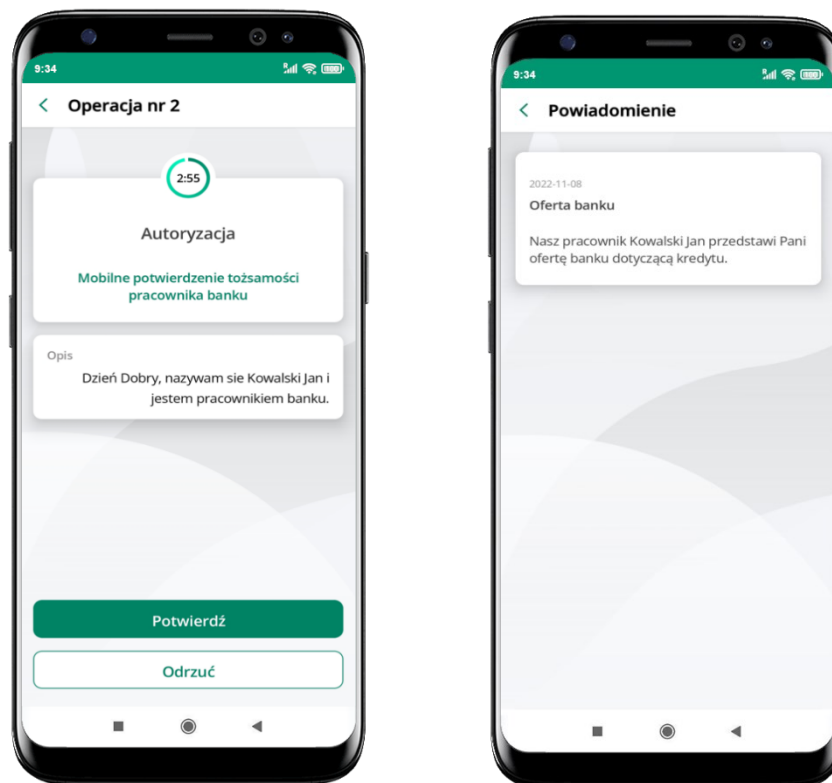 9:34
Operacja nr 2
2:55
Autoryzacja
Mobilne potwierdzenie tożsamości
pracownika banku
Opis
Dzień Dobry, nazywam sie Kowalski Jan i
jestem pracownikiem banku.
Potwierdź
Odrzuć
9:34
Powiadomienie
2022-11-08
Oferta banku
Nasz pracownik Kowalski Jan przedstawi Pani
ofertę banku dotyczącą kredytu.